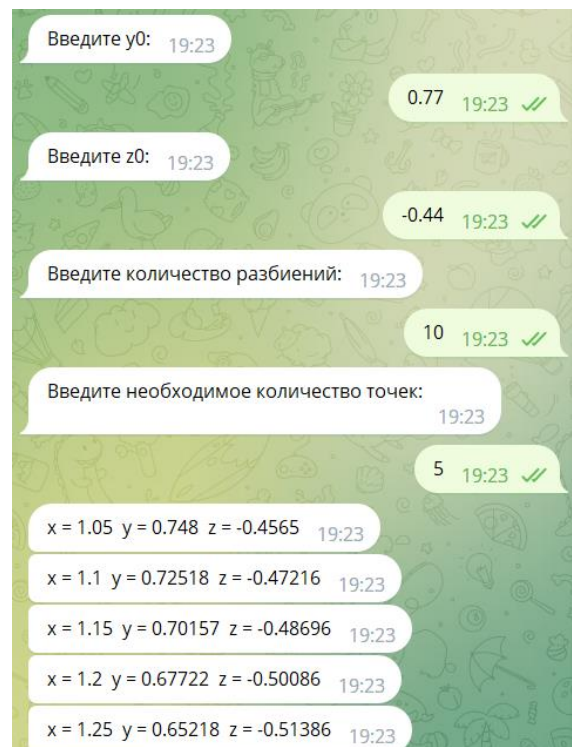 Введите y0: 19:23
0.77 19:23
Введите z0: 19:23
-0.44 19:23
Введите количество разбиений: 19:23
10 19:23
Введите необходимое количество точек:
19:23
5 19:23
x = 1.05 y = 0.748 z = -0.4565 19:23
x = 1.1 y = 0.72518 z = -0.47216 19:23
x = 1.15 y = 0.70157 z = -0.48696 19:23
x = 1.2 y = 0.67722 z = -0.50086 19:23
x = 1.25 y = 0.65218 z = -0.51386 19:23